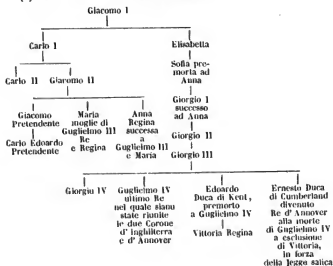 Giacomo I
Carlo I
Elisabetta
Sofia pre-
morta ad
Anna
Carlo II
Giacomo II
Giorgio I
successo
ad Anna
Giacomo
Pretendente
Maria
moglie di
Guglielmo III
Re
e Regina
Anna
Regina
successa
a
Guglielmo III
e Maria
Giorgio II
Carlo Edoardo
Pretendente
Giorgio III
Giorgio IV
Guglielmo IV
ultimo Re
nel quale siano
state riunite
le due Corone
d' inghilterra
e d' Annover
Edoardo
Duca di Kent,
premorto
a Guglielmo IV
Vittoria Regina
Ernesto Duca
di Cumberland
divenuto
Re d' Annover
alla morte
di Guglielmo IV
a esclusione
di Vittoria,
in forza
della legge salica